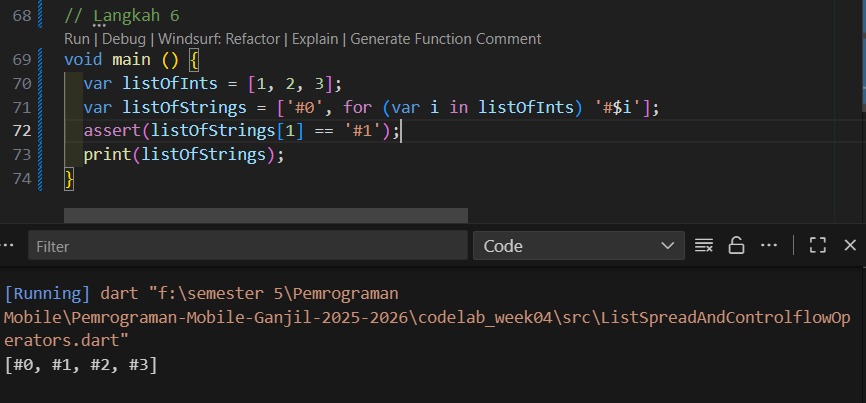 68 // Langkah 6
Run | Debug | Windsurf: Refactor | Explain | Generate Function Comment
69 void main () {
70 var listOfInts = [1, 2, 3];
71 var listOfStrings = ['#0', for (var i in listOfInts) '#$i'];
72 assert(listOfStrings[1] == '#1');
73 print(listOfStrings);
74 }
··· Filter Code ···
[Running] dart "f:\semester 5\Pemrograman
Mobile\Pemrograman-Mobile-Ganjil-2025-2026\codelab_week04\src\ListSpreadAndControlflowOp
erators.dart"
[#0, #1, #2, #3]